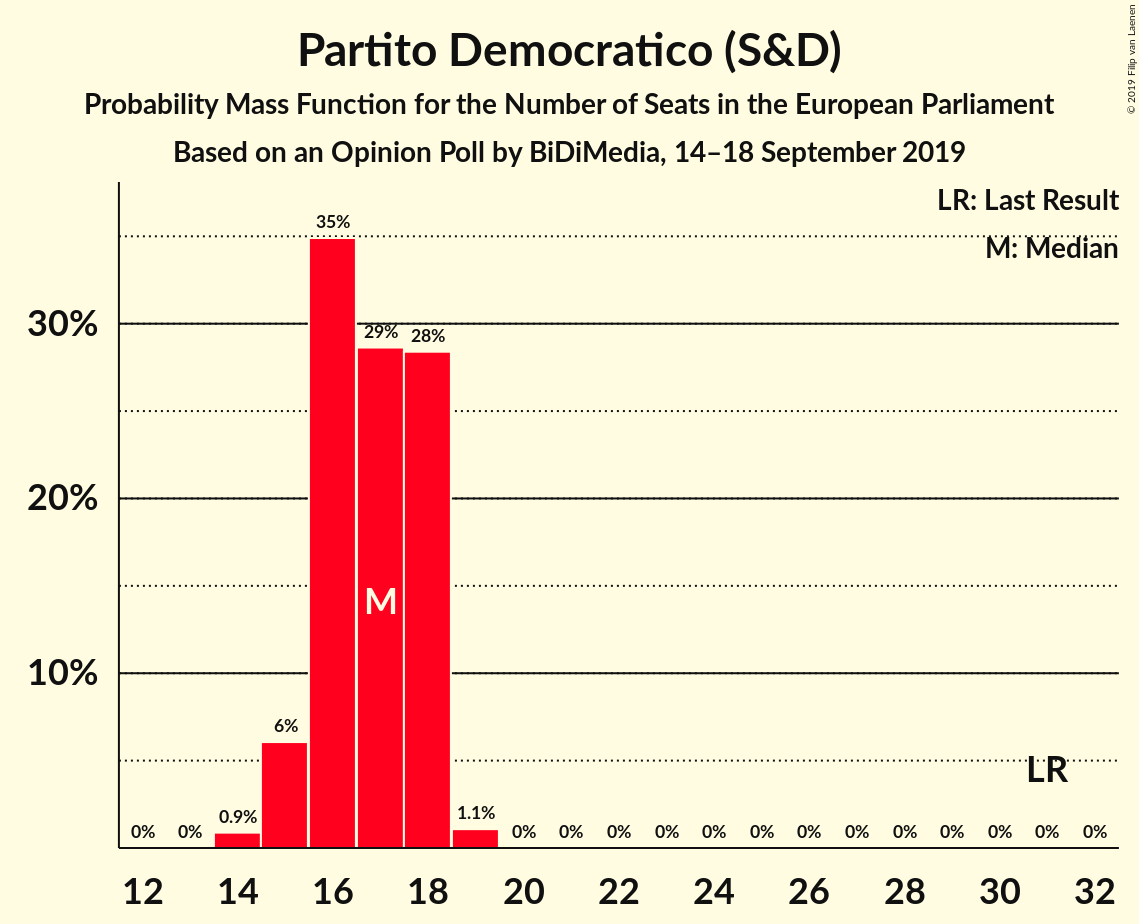 Partito Democratico (S&D)
Probability Mass Function for the Number of Seats in the European Parliament
Based on an Opinion Poll by BiDiMedia, 14–18 September 2019
© 2019 Filip van Laenen
LR: Last Result
M: Median
35%
30%
29%
28%
20%
M
10%
6%
LR
0% 0% 0.9% 1.1% 0% 0% 0% 0% 0% 0% 0% 0% 0% 0% 0% 0% 0%
12 14 16 18 20 22 24 26 28 30 32